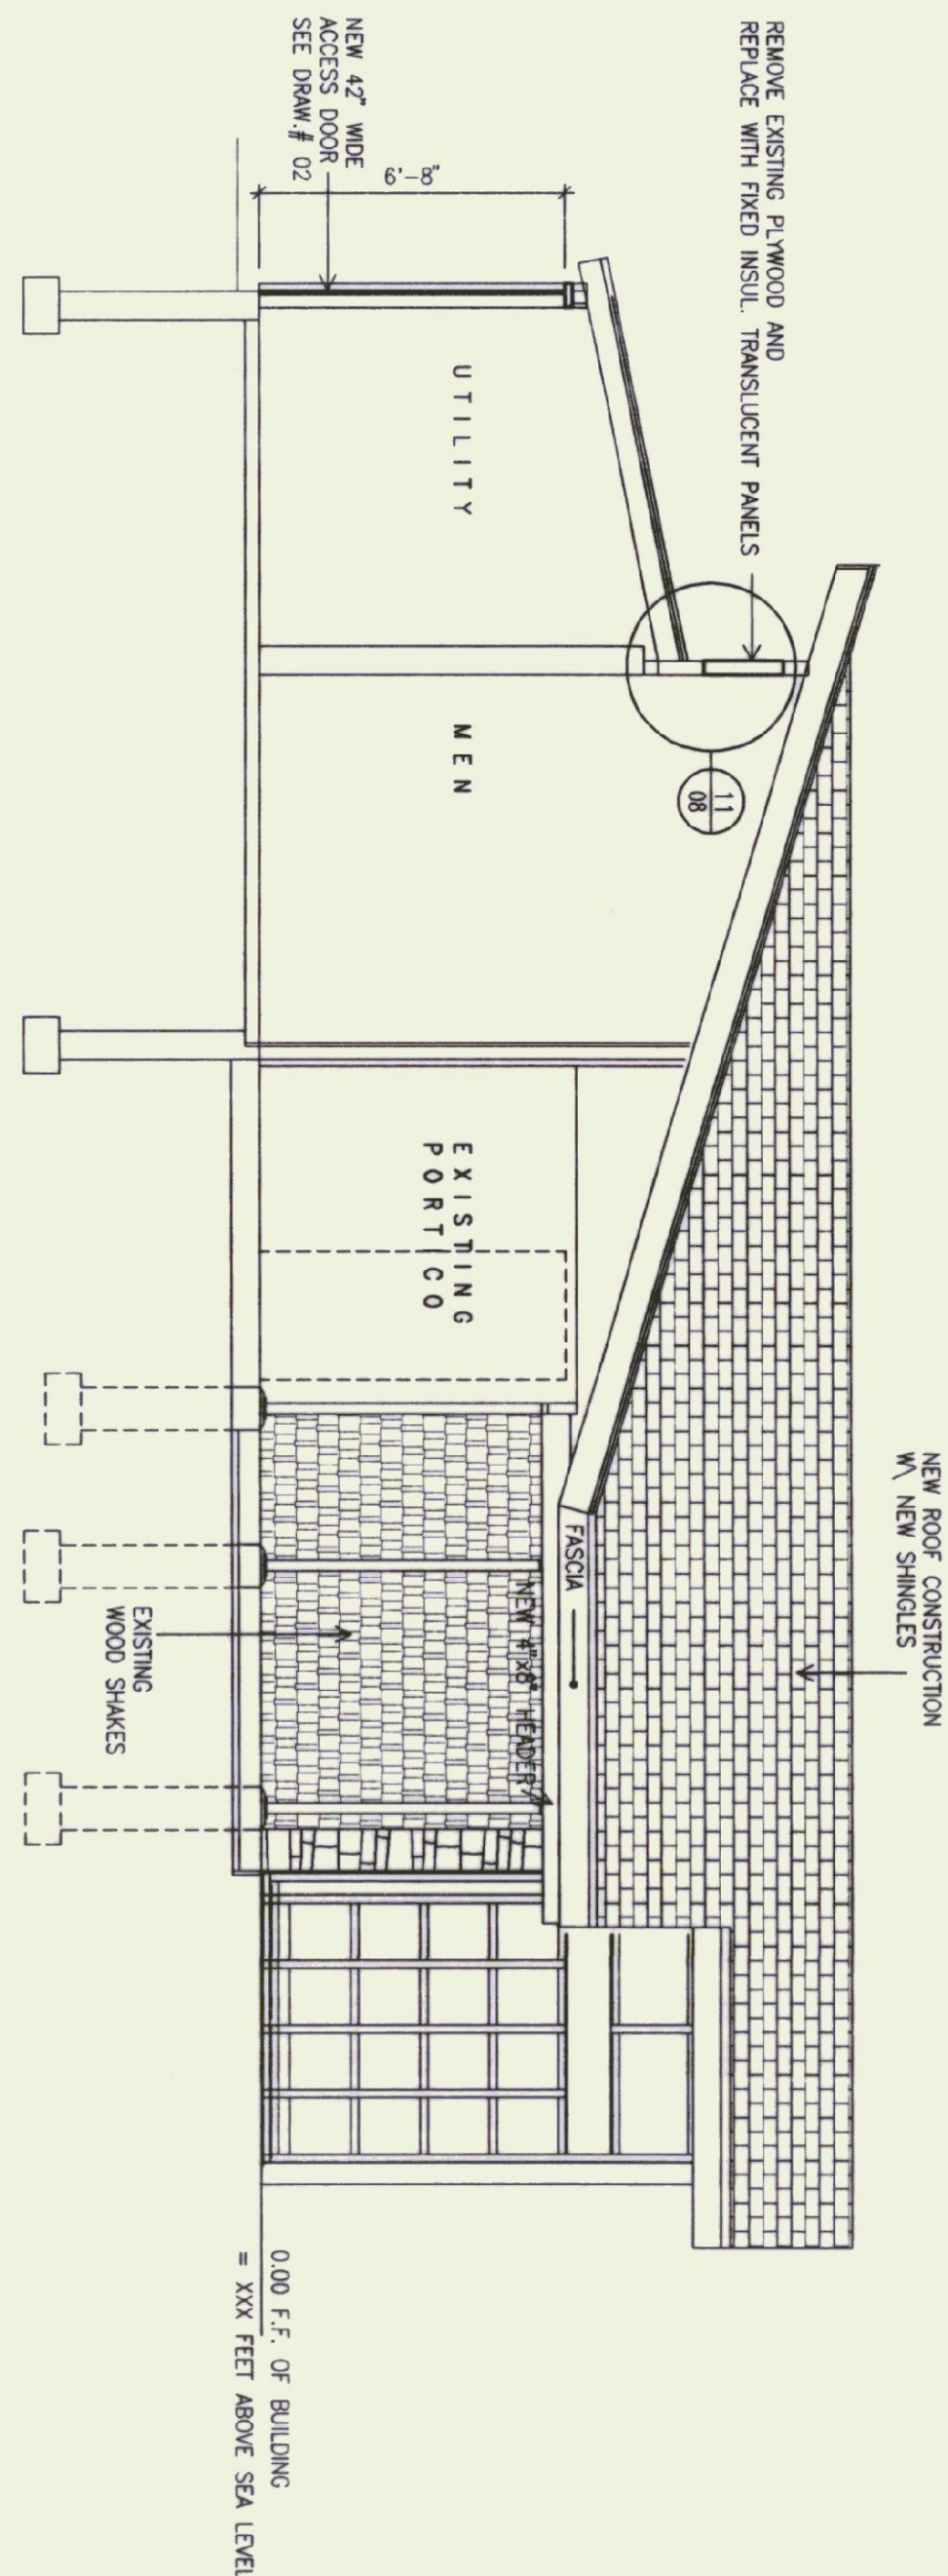 NEW ROOF CONSTRUCTION
W\ NEW SHINGLES
REMOVE EXISTING PLYWOOD AND
REPLACE WITH FIXED INSUL. TRANSLUCENT PANELS
11
08
FASCIA
NEW 4"x8" HEADER
6'-8"
UTILITY
MEN
EXISTING
PORTICO
NEW 42" WIDE
ACCESS DOOR
SEE DRAW.# 02
0.00 F.F. OF BUILDING
= XXX FEET ABOVE SEA LEVEL
EXISTING
WOOD SHAKES